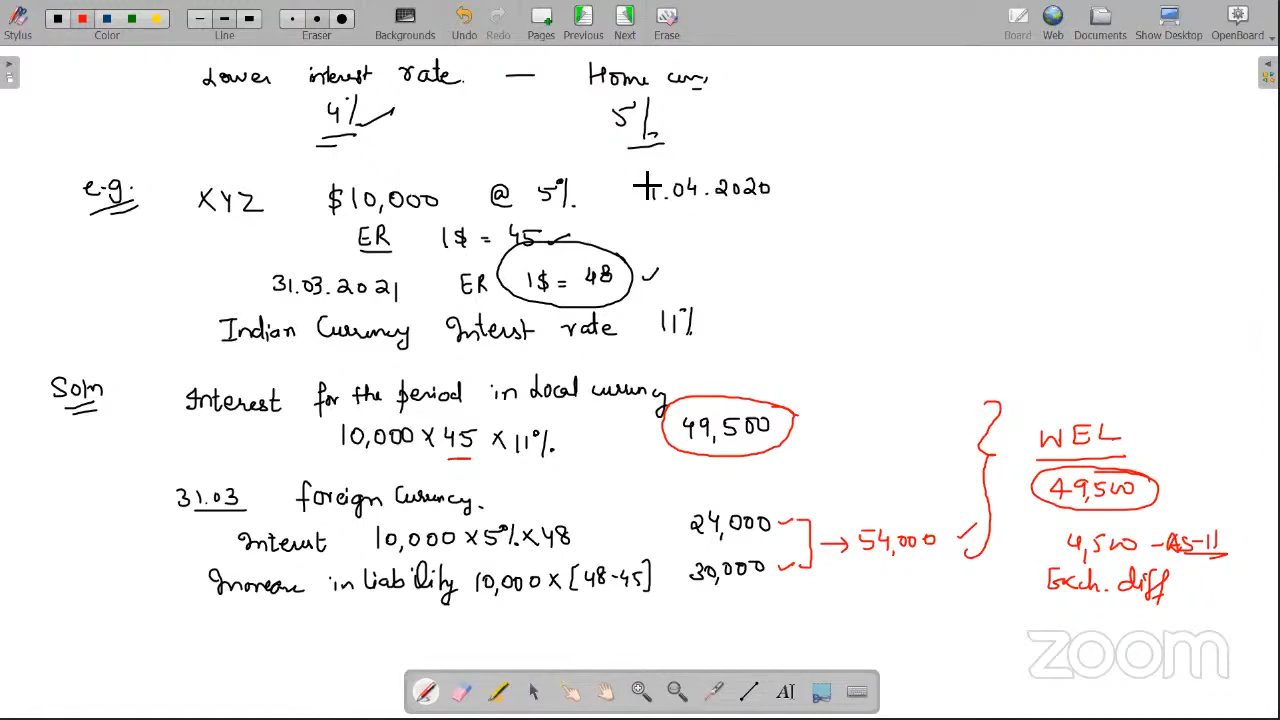 Stylus Color Line Eraser Backgrounds Undo Redo Pages Previous Next Erase Board Web Documents Show Desktop OpenBoard
Lower interest rate. — Home curr,
4% 5%
e.g. XYZ $10,000 @ 5% 1.04.2020
ER 1$ = 45
31.03.2021 ER 1$ = 48
Indian Currency Interst rate 11%
Soln Interest for the period in Local currency 49,500
10,000 × 45 × 11%.
WEL
49,500
31.03 foreign Currency.
Interest 10,000 × 5% × 48 24,000 → 54,000
4,500 - AS-11
Increase in liability 10,000 × [48-45] 30,000
Exch. diff
zoom